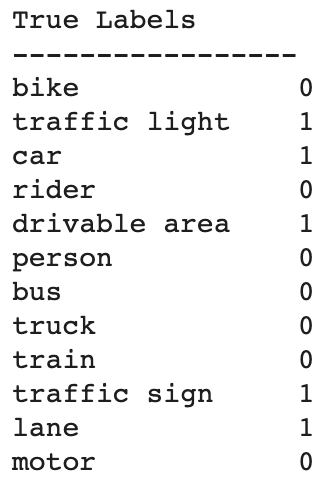 True Labels
-----------------
bike 0
traffic light 1
car 1
rider 0
drivable area 1
person 0
bus 0
truck 0
train 0
traffic sign 1
lane 1
motor 0